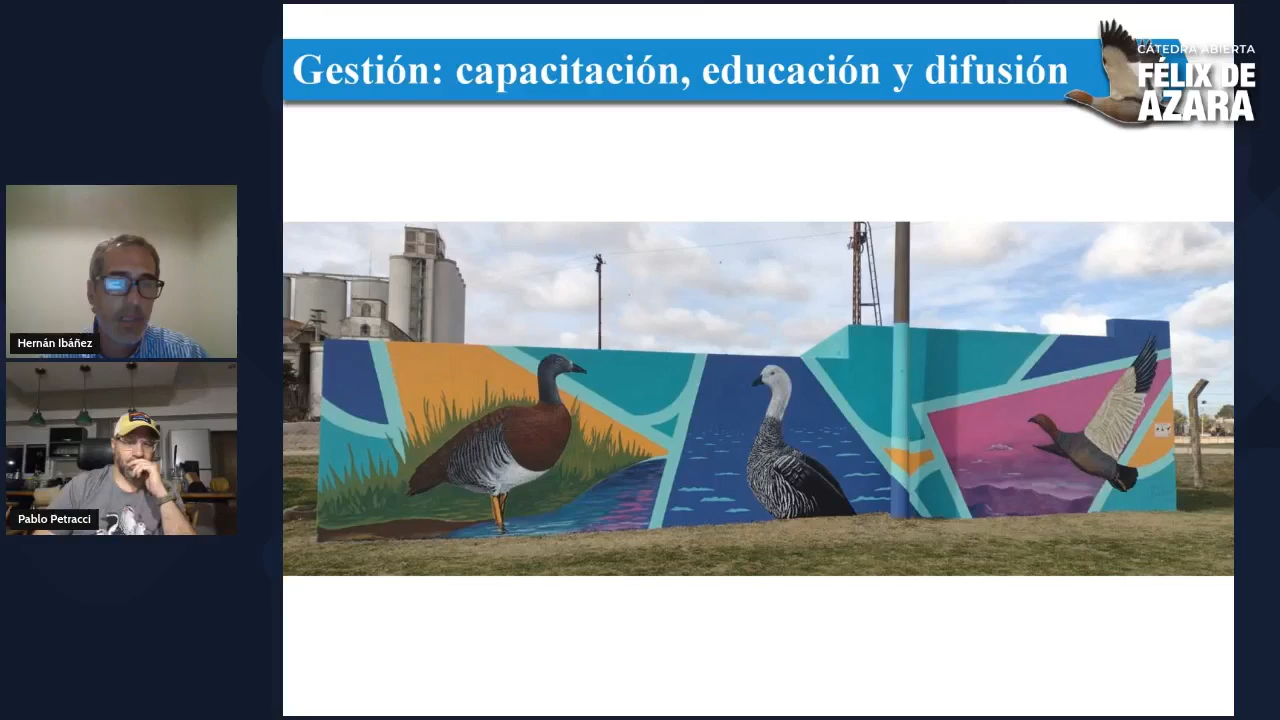 Gestión: capacitación, educación y difusión
CÁTEDRA ABIERTA
FÉLIX DE
AZARA
Hernán Ibáñez
Pablo Petracci